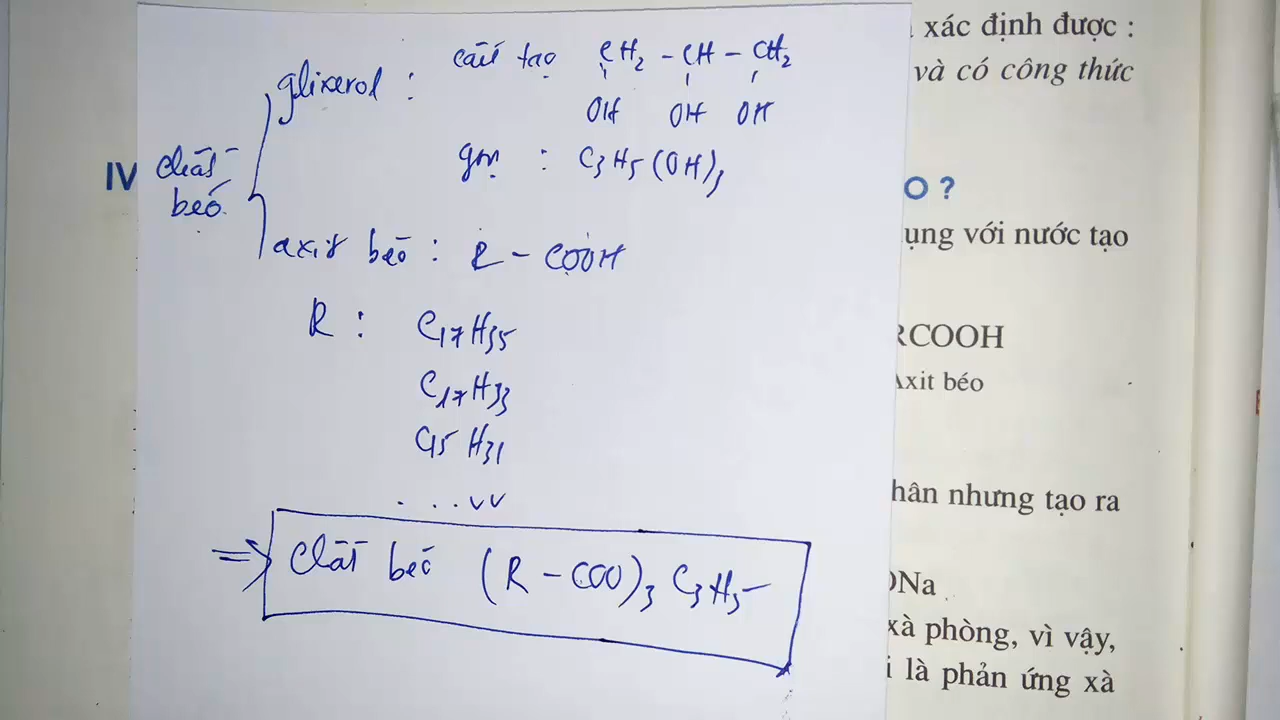 glixerol : cấu tạo CH₂ – CH – CH₂
OH OH OH
gọn : C₃H₅(OH)₃
chất béo
axit béo : R – COOH
R : C₁₇H₃₅
C₁₇H₃₃
C₁₅H₃₁
....vv
=> Chất béo (R – COO)₃C₃H₅
xác định được :
và có công thức
IV
O ?
ụng với nước tạo
RCOOH
Axit béo
hân nhưng tạo ra
ONa
xà phòng, vì vậy,
i là phản ứng xà